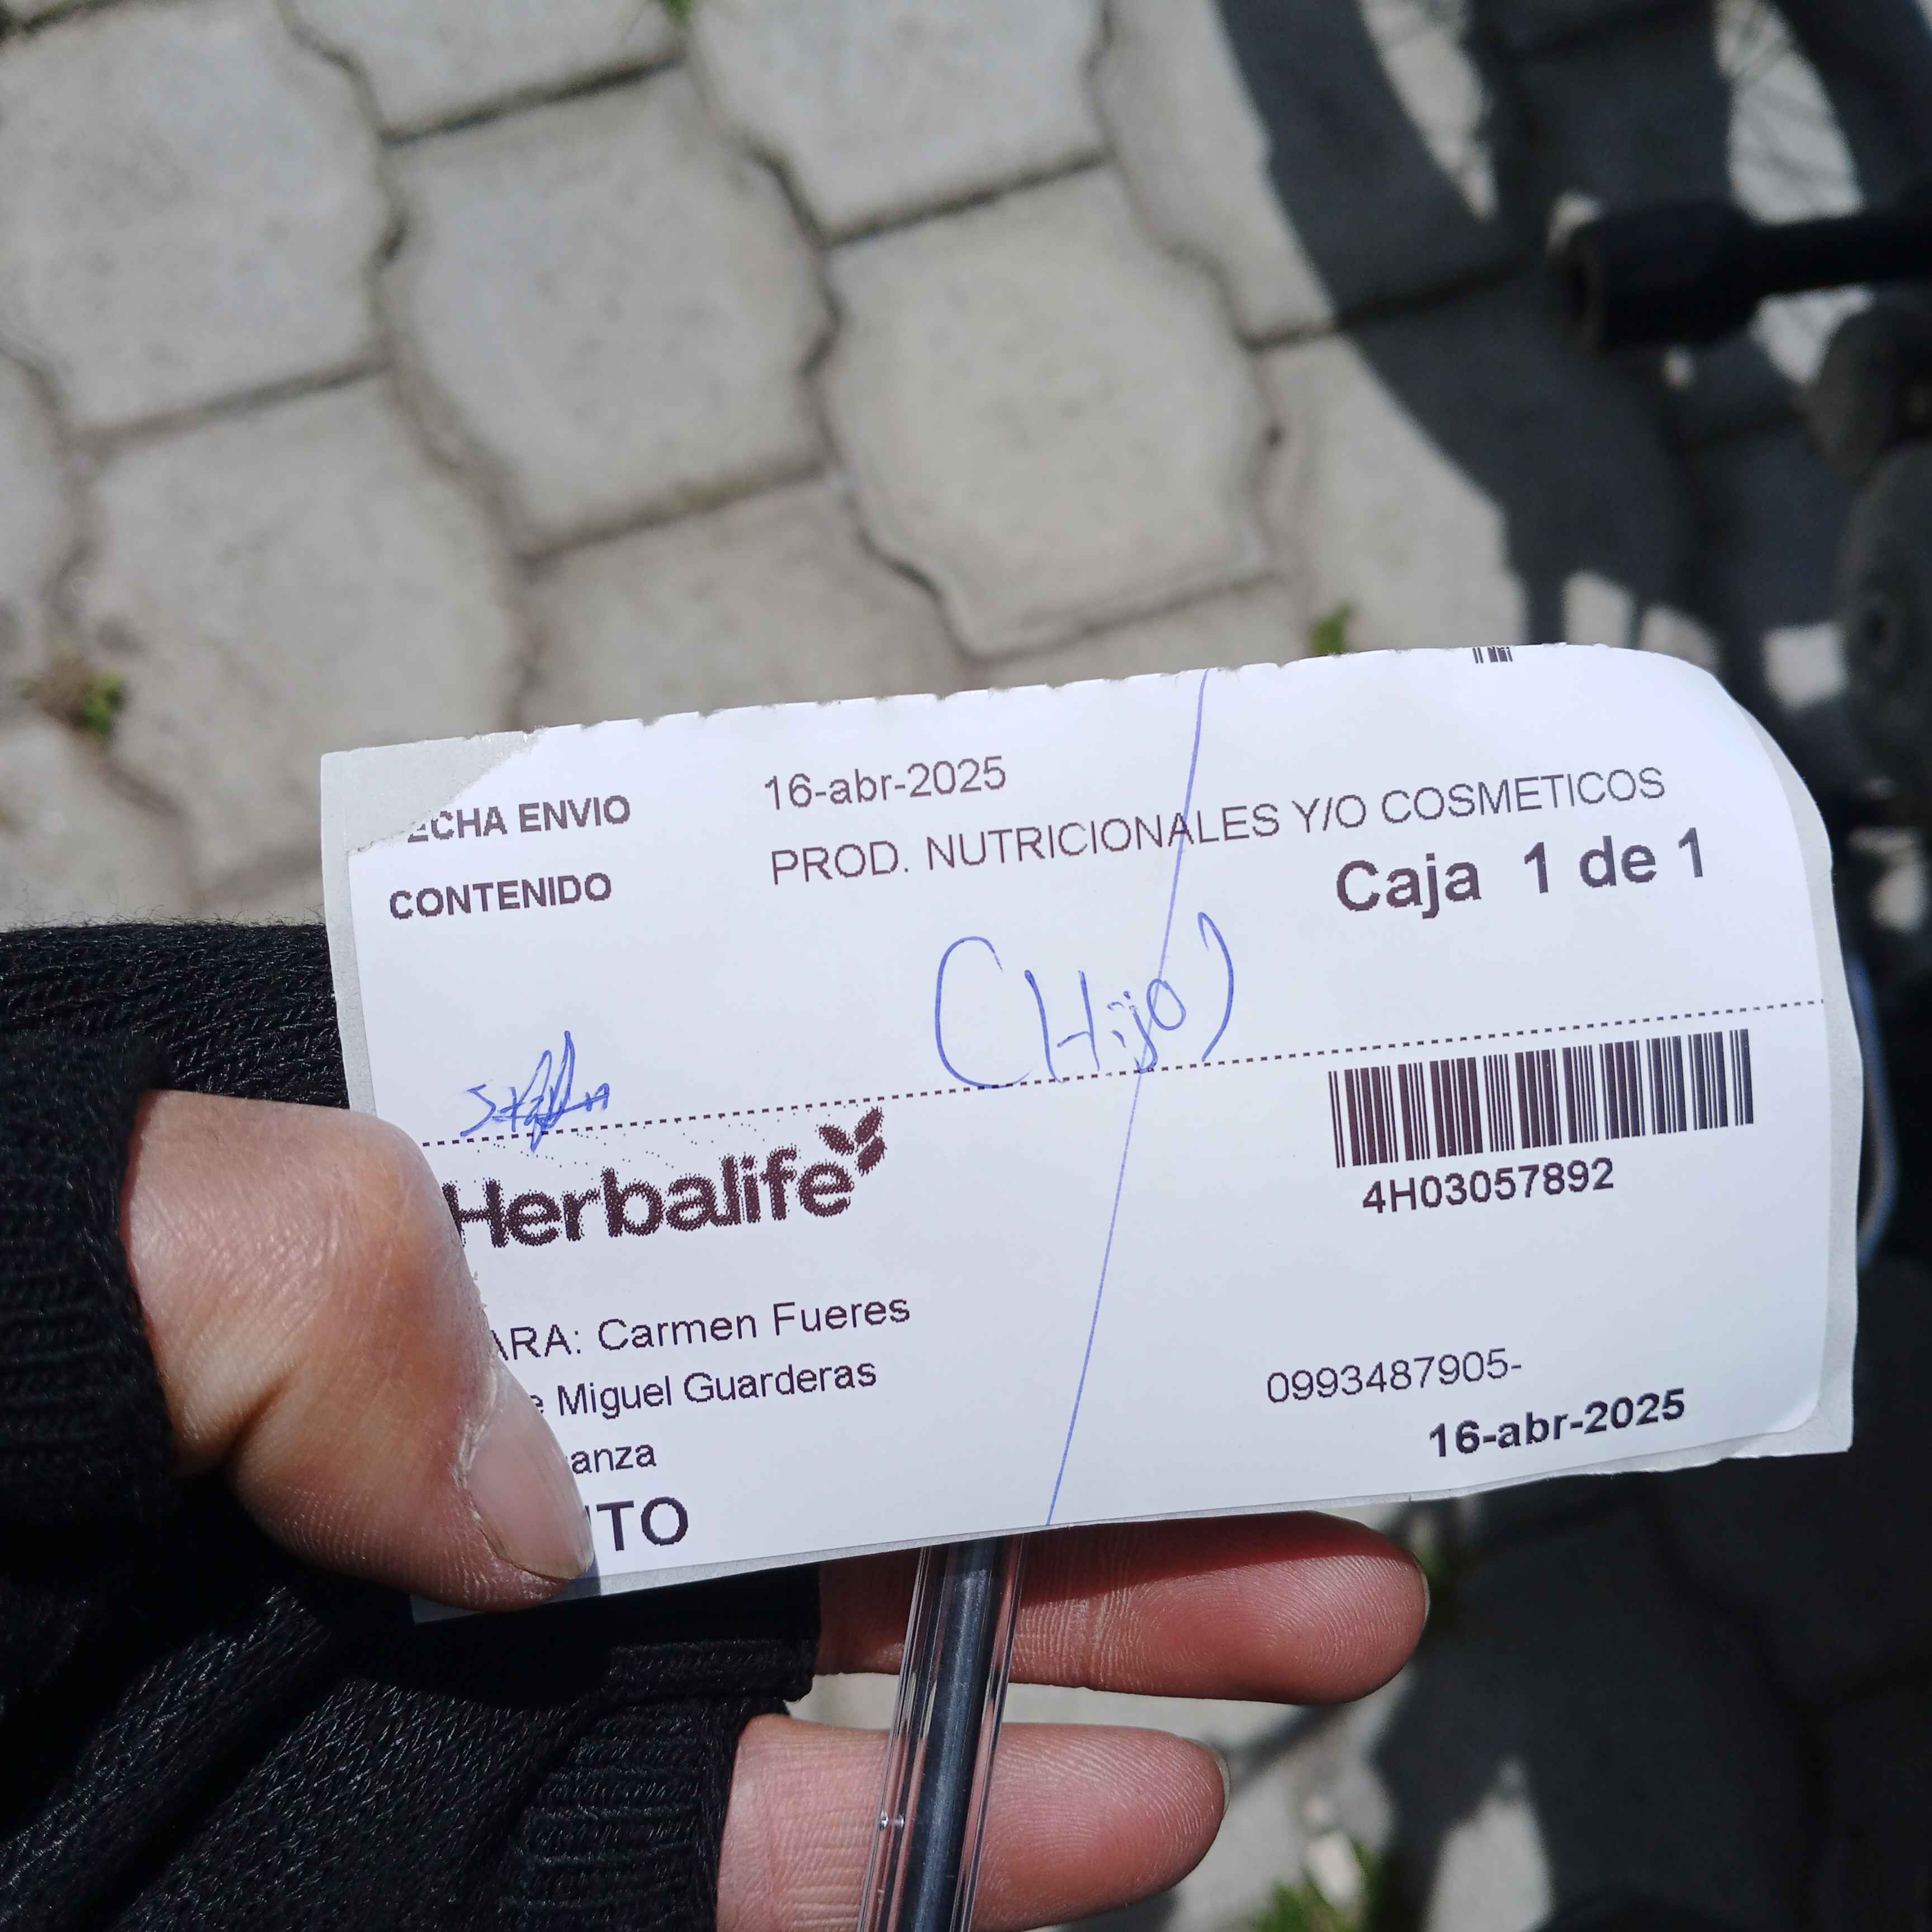 ECHA ENVIO 16-abr-2025
CONTENIDO PROD. NUTRICIONALES Y/O COSMETICOS
Caja 1 de 1
(Hijo)
Herbalife
4H03057892
ARA: Carmen Fueres
e Miguel Guarderas 0993487905-
anza 16-abr-2025
ITO